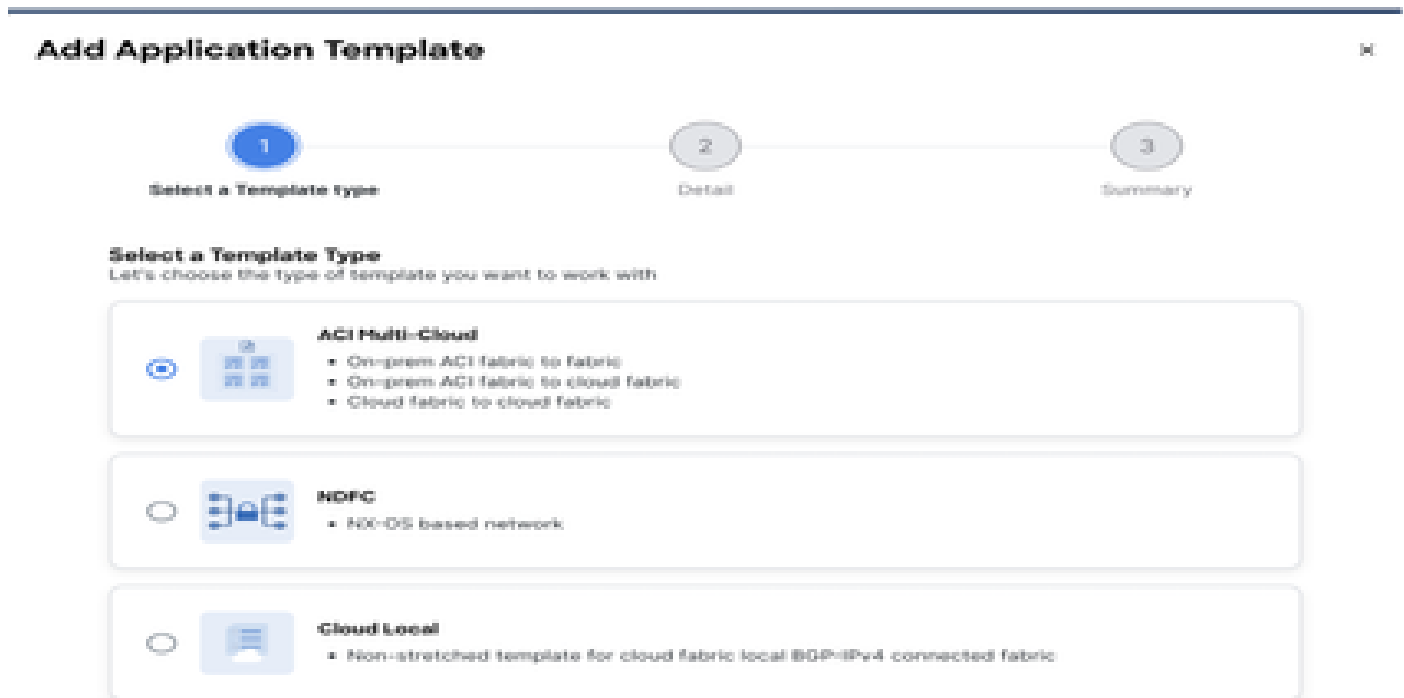 Add Application Template
1
2
3
Select a Template type
Detail
Summary
Select a Template Type
Let's choose the type of template you want to work with
ACI Multi-Cloud
• On-prem ACI fabric to fabric
• On-prem ACI fabric to cloud fabric
• Cloud fabric to cloud fabric
NDFC
• NX-OS based network
Cloud Local
• Non-stretched template for cloud fabric local BGP-IPv4 connected fabric